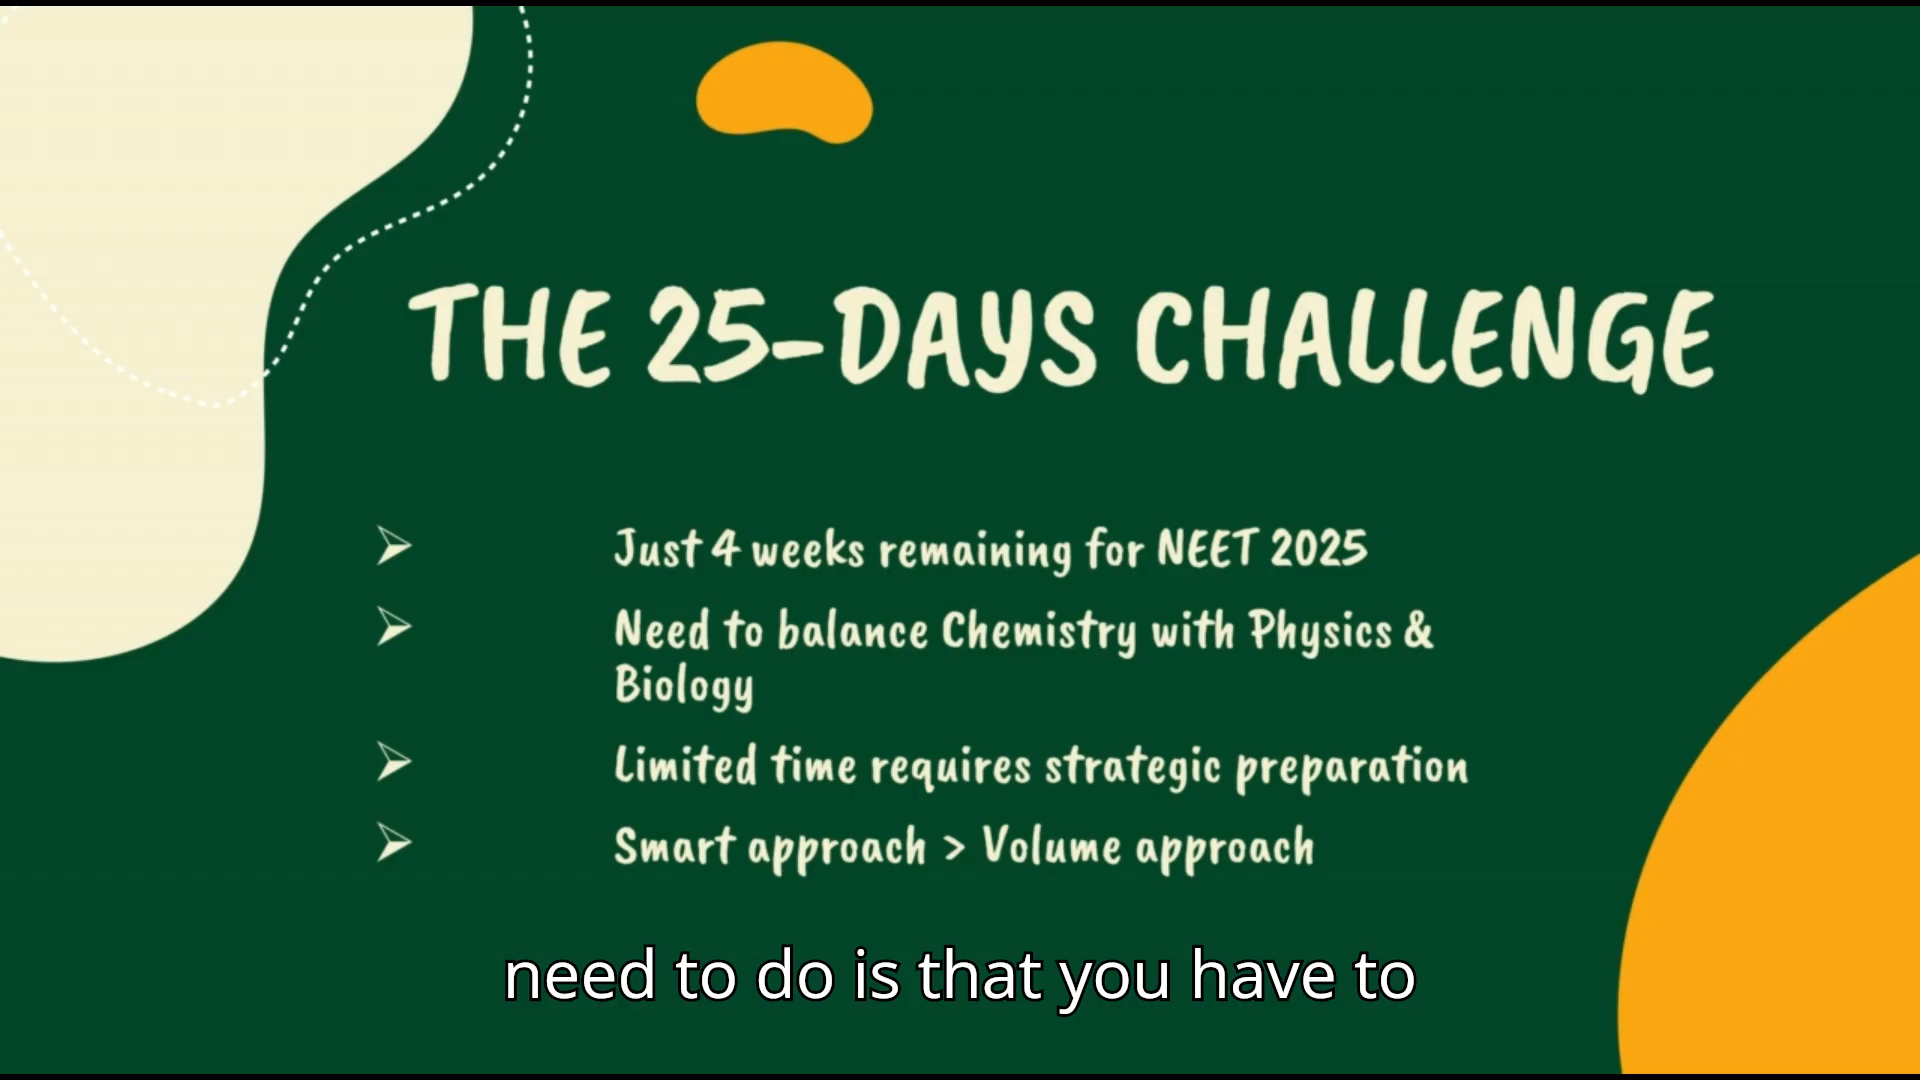 THE 25-DAYS CHALLENGE
➢ Just 4 weeks remaining for NEET 2025
➢ Need to balance Chemistry with Physics &
Biology
➢ Limited time requires strategic preparation
➢ Smart approach > Volume approach
need to do is that you have to